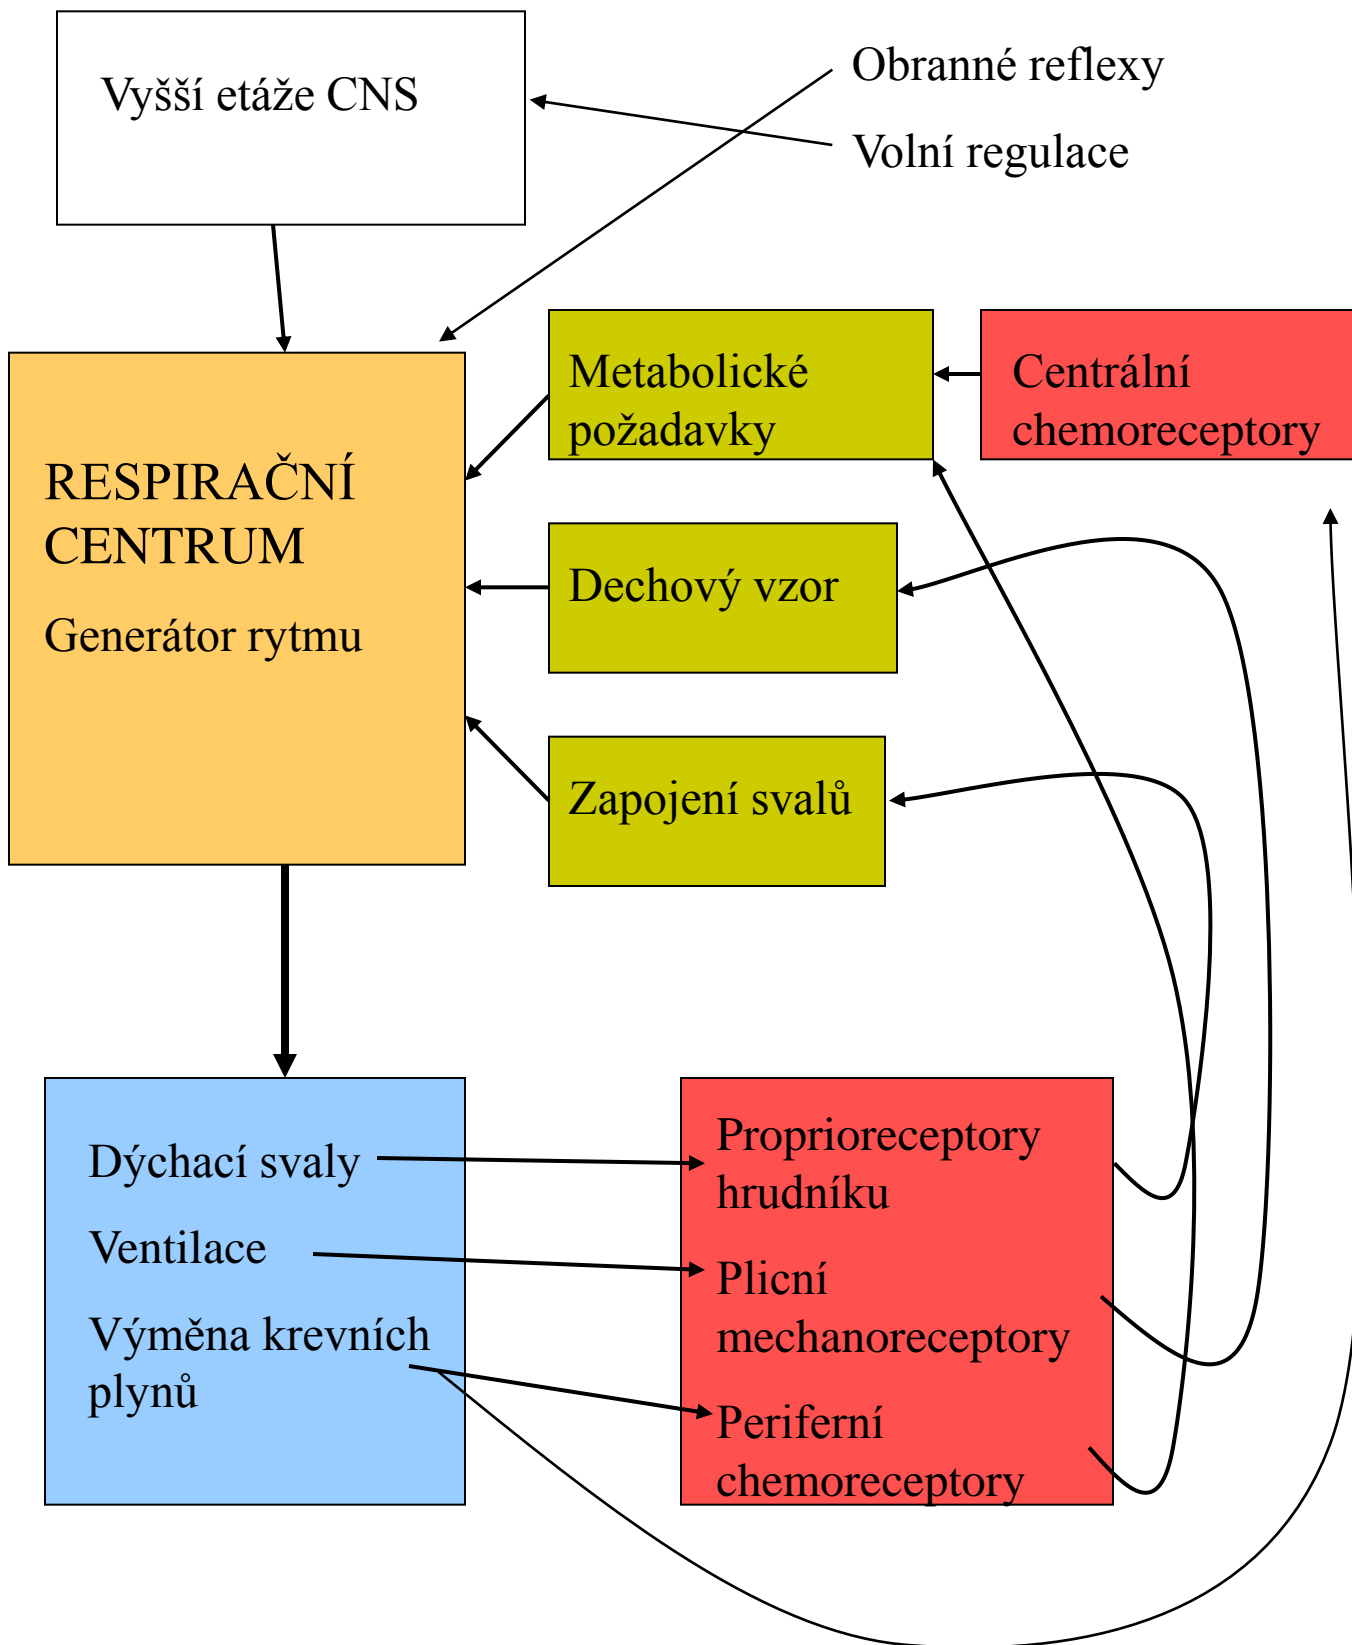 Vyšší etáže CNS
Obranné reflexy
Volní regulace
Metabolické
požadavky
Centrální
chemoreceptory
RESPIRAČNÍ
CENTRUM
Generátor rytmu
Dechový vzor
Zapojení svalů
Dýchací svaly
Ventilace
Výměna krevních
plynů
Proprioreceptory
hrudníku
Plicní
mechanoreceptory
Periferní
chemoreceptory